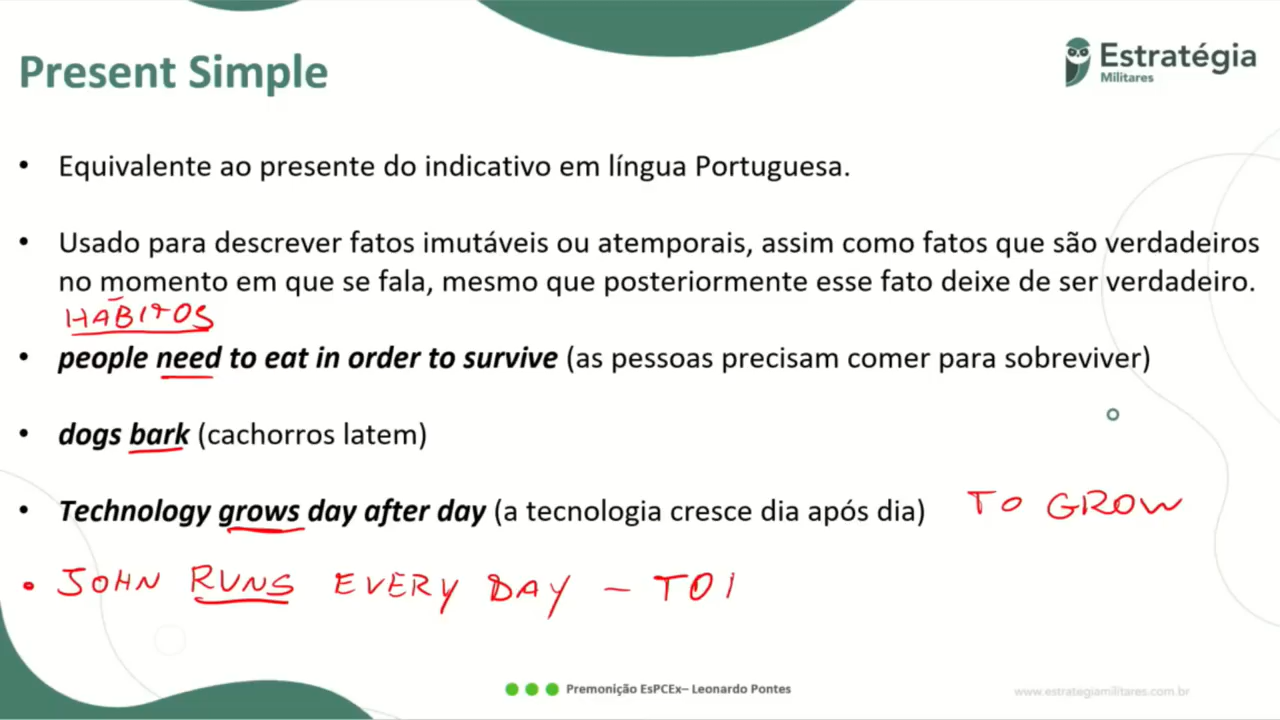 Present Simple
Estratégia
Militares
• Equivalente ao presente do indicativo em língua Portuguesa.
• Usado para descrever fatos imutáveis ou atemporais, assim como fatos que são verdadeiros
no momento em que se fala, mesmo que posteriormente esse fato deixe de ser verdadeiro.
HÁBITOS
• people need to eat in order to survive (as pessoas precisam comer para sobreviver)
• dogs bark (cachorros latem)
• Technology grows day after day (a tecnologia cresce dia após dia) TO GROW
• JOHN RUNS EVERY DAY – TO
Premonição EsPCEx– Leonardo Pontes
www.estrategiamilitares.com.br